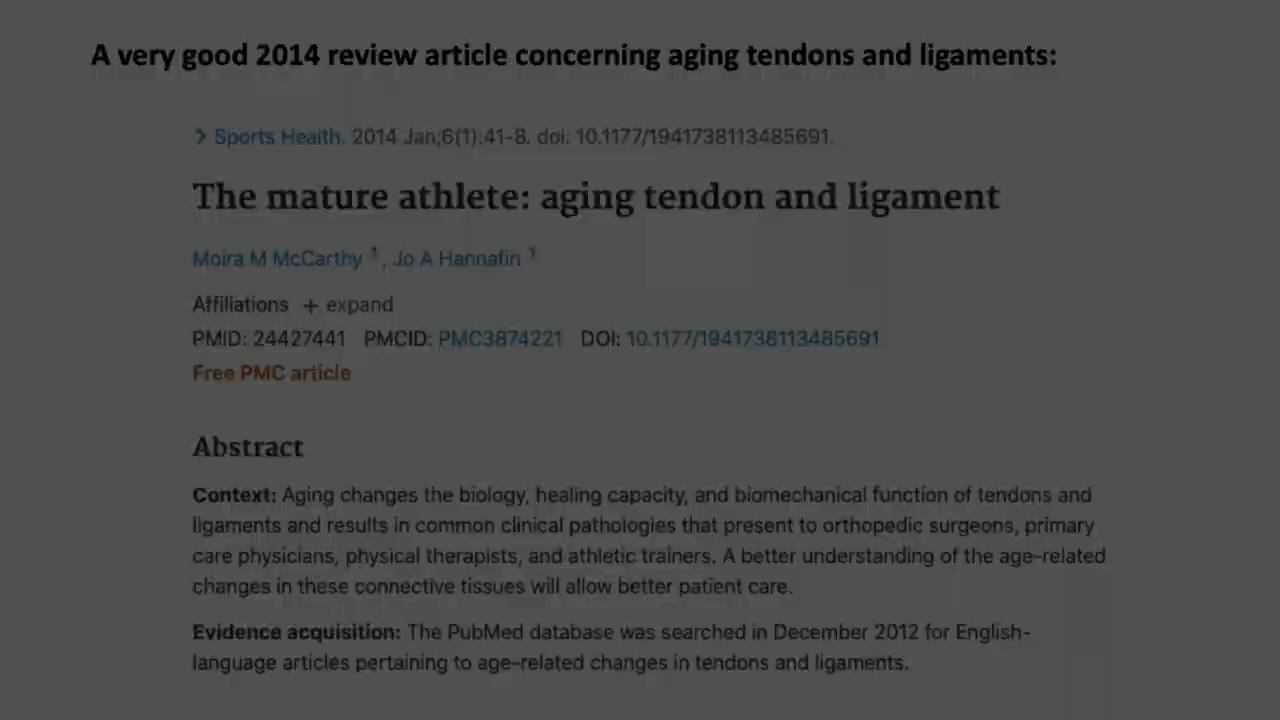 A very good 2014 review article concerning aging tendons and ligaments:
> Sports Health. 2014 Jan;6(1):41-8. doi: 10.1177/1941738113485691.
The mature athlete: aging tendon and ligament
Moira M McCarthy 1, Jo A Hannafin 1
Affiliations + expand
PMID: 24427441 PMCID: PMC3874221 DOI: 10.1177/1941738113485691
Free PMC article
Abstract
Context: Aging changes the biology, healing capacity, and biomechanical function of tendons and
ligaments and results in common clinical pathologies that present to orthopedic surgeons, primary
care physicians, physical therapists, and athletic trainers. A better understanding of the age-related
changes in these connective tissues will allow better patient care.
Evidence acquisition: The PubMed database was searched in December 2012 for English-
language articles pertaining to age-related changes in tendons and ligaments.